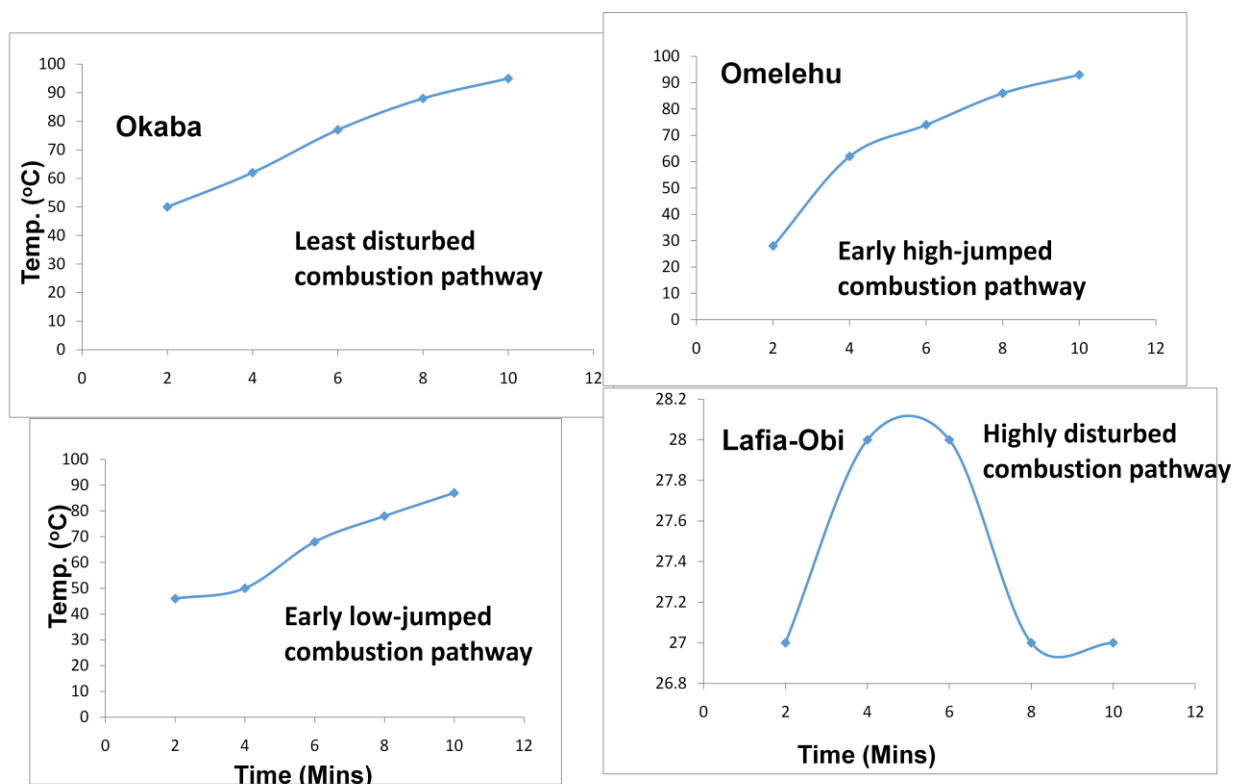 100
90
80
70
60
50
40
30
20
10
0
Temp. (oC)
Okaba
Least disturbed
combustion pathway
0 2 4 6 8 10 12
100
90
80
70
60
50
40
30
20
10
0
Omelehu
Early high-jumped
combustion pathway
0 2 4 6 8 10 12
100
90
80
70
60
50
40
30
20
10
0
Temp. (oC)
Early low-jumped
combustion pathway
0 2 4 6 8 10 12
Time (Mins)
28.2
28
27.8
27.6
27.4
27.2
27
26.8
Lafia-Obi
Highly disturbed
combustion pathway
0 2 4 6 8 10 12
Time (Mins)